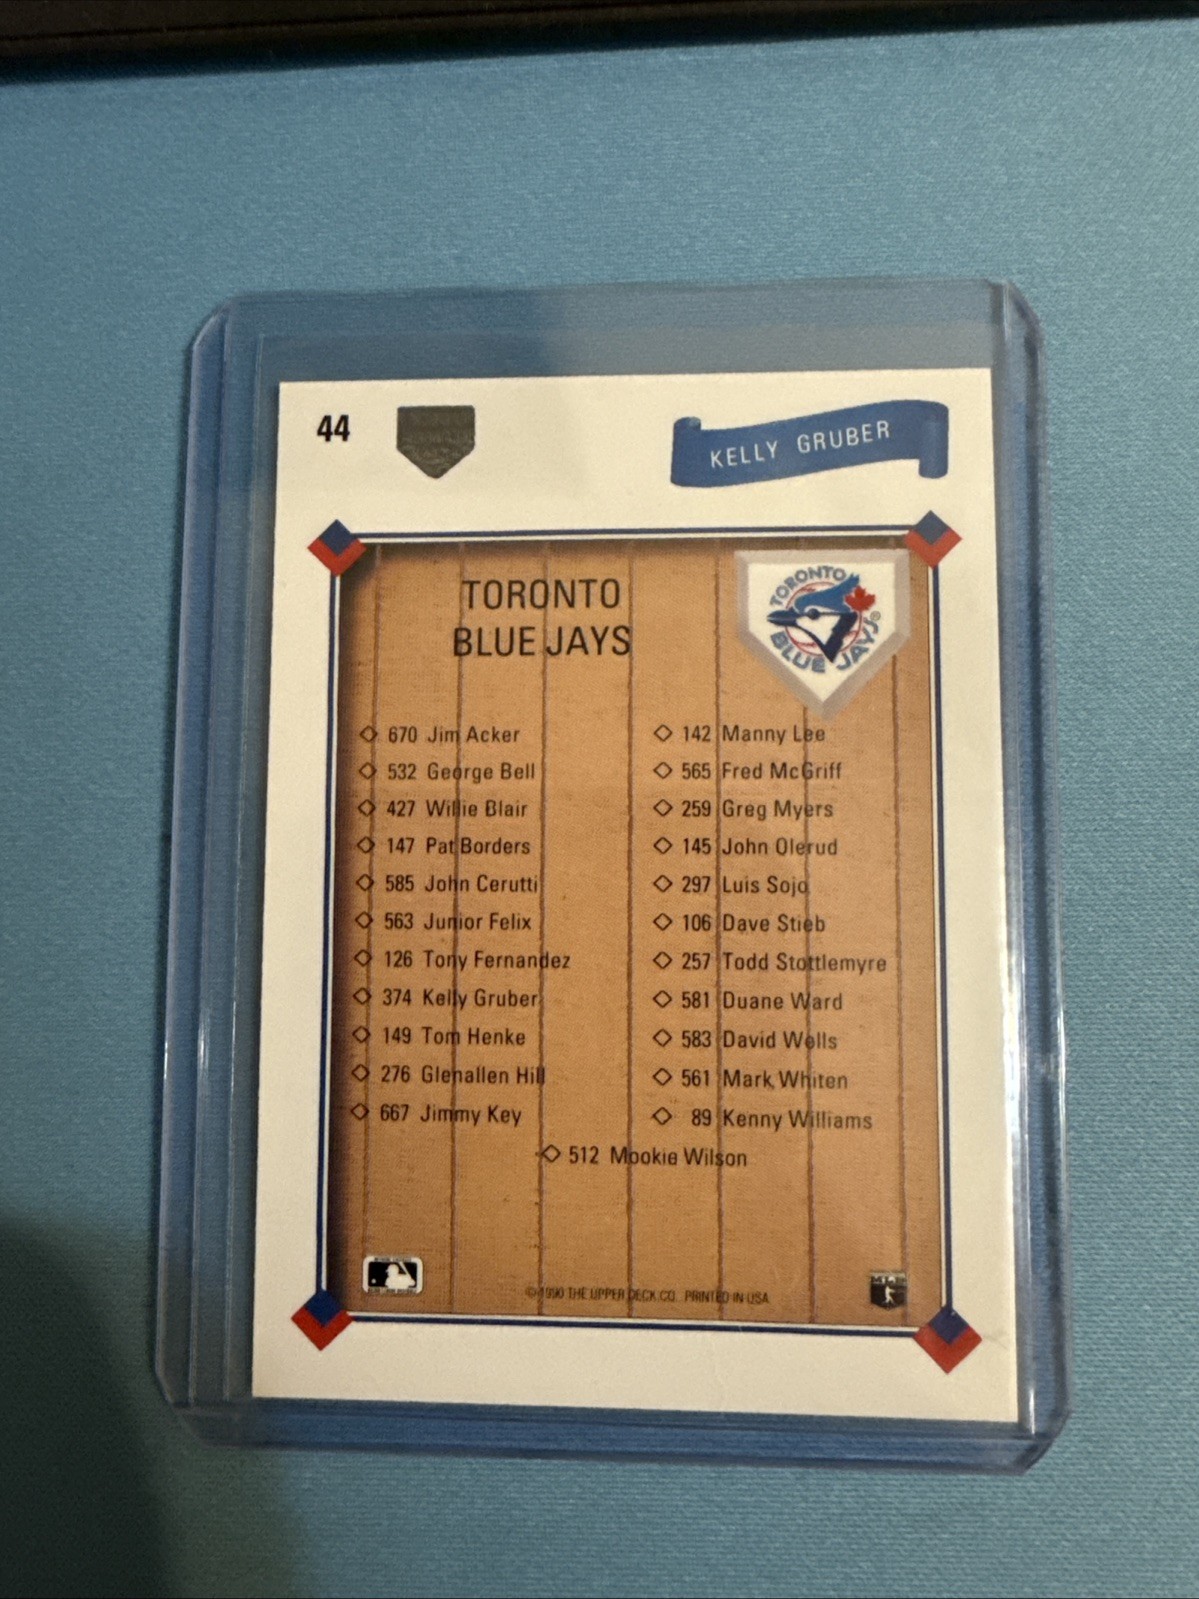 44
KELLY GRUBER
TORONTO
BLUE JAYS
TORONTO
BLUE JAYS®
670 Jim Acker
532 George Bell
427 Willie Blair
147 Pat Borders
585 John Cerutti
563 Junior Felix
126 Tony Fernandez
374 Kelly Gruber
149 Tom Henke
276 Glenallen Hill
667 Jimmy Key
142 Manny Lee
565 Fred McGriff
259 Greg Myers
145 John Olerud
297 Luis Sojo
106 Dave Stieb
257 Todd Stottlemyre
581 Duane Ward
583 David Wells
561 Mark Whiten
89 Kenny Williams
512 Mookie Wilson
© 1990 THE UPPER DECK CO. PRINTED IN USA